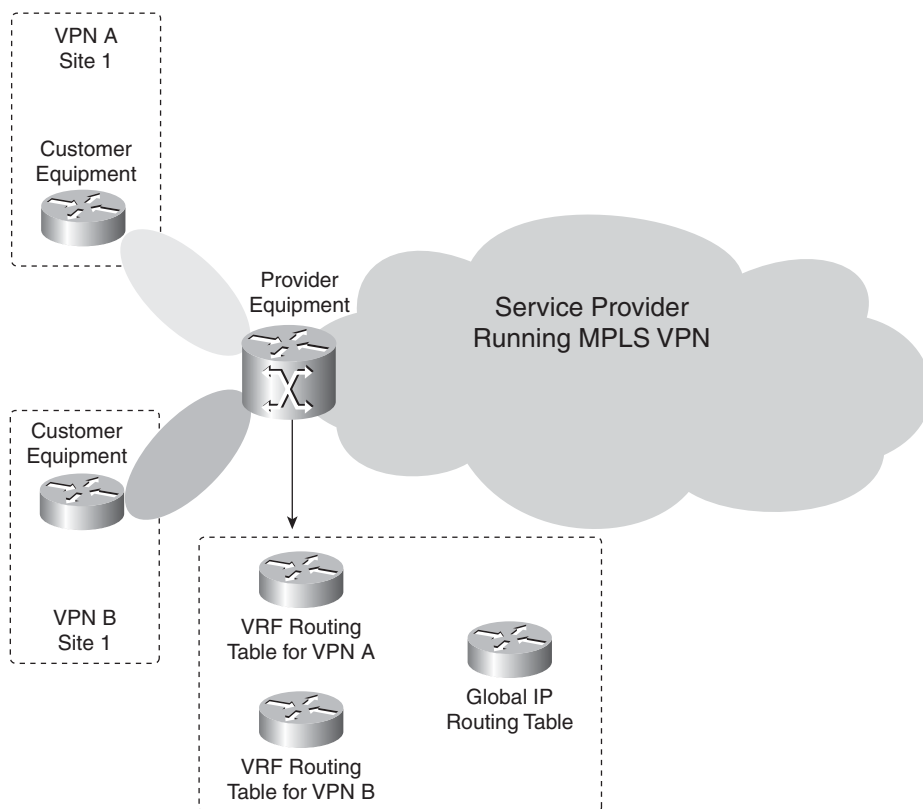 VPN A
Site 1
Customer
Equipment
Provider
Equipment
Service Provider
Running MPLS VPN
Customer
Equipment
VPN B
Site 1
VRF Routing
Table for VPN A
Global IP
Routing Table
VRF Routing
Table for VPN B